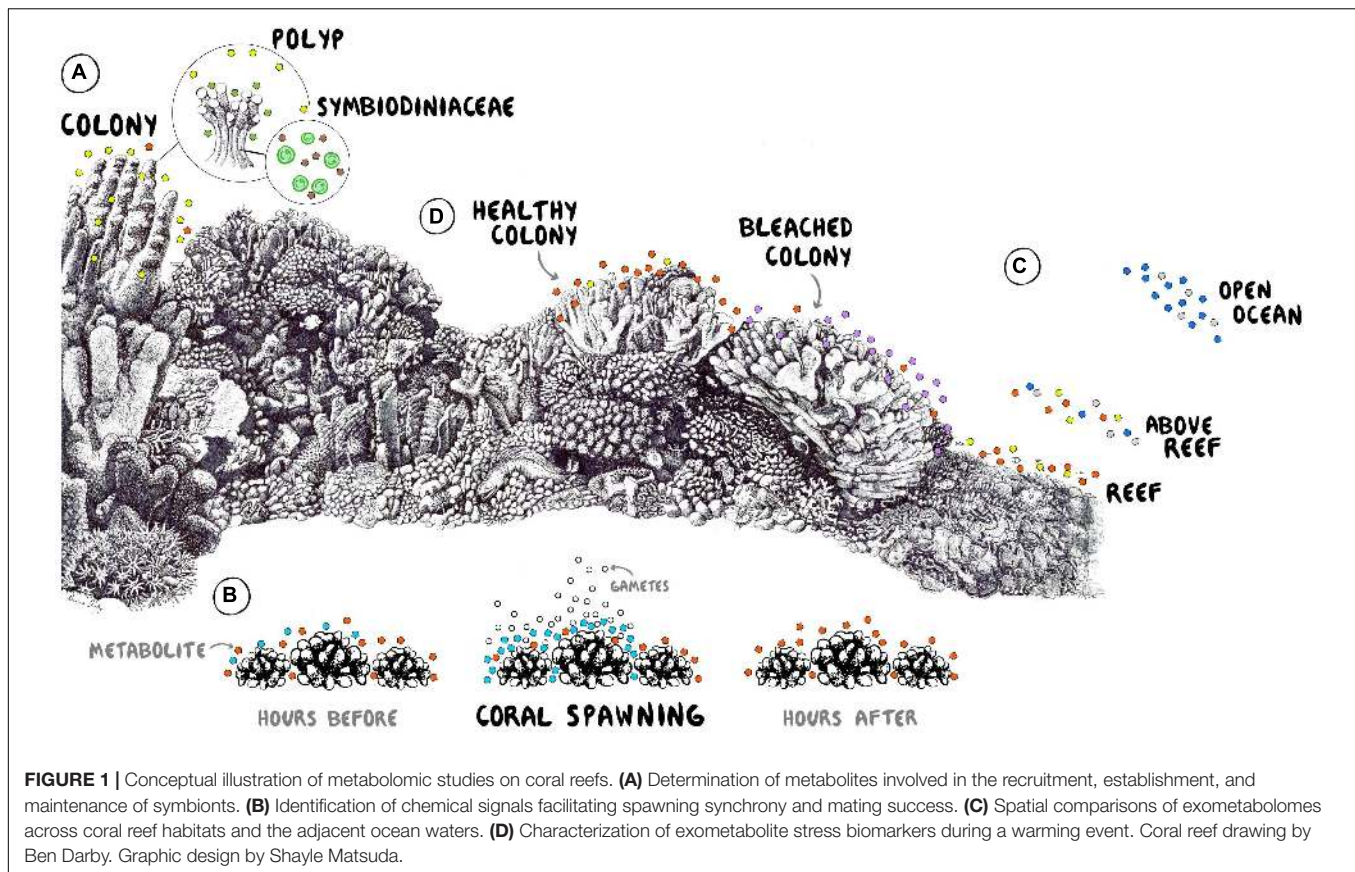 A
POLYP
SYMBIODINIACEAE
COLONY
D
HEALTHY
COLONY
BLEACHED
COLONY
C
OPEN
OCEAN
ABOVE
REEF
REEF
B
GAMETES
METABOLITE
HOURS BEFORE
CORAL SPAWNING
HOURS AFTER
FIGURE 1 | Conceptual illustration of metabolomic studies on coral reefs. (A) Determination of metabolites involved in the recruitment, establishment, and
maintenance of symbionts. (B) Identification of chemical signals facilitating spawning synchrony and mating success. (C) Spatial comparisons of exometabolomes
across coral reef habitats and the adjacent ocean waters. (D) Characterization of exometabolite stress biomarkers during a warming event. Coral reef drawing by
Ben Darby. Graphic design by Shayle Matsuda.